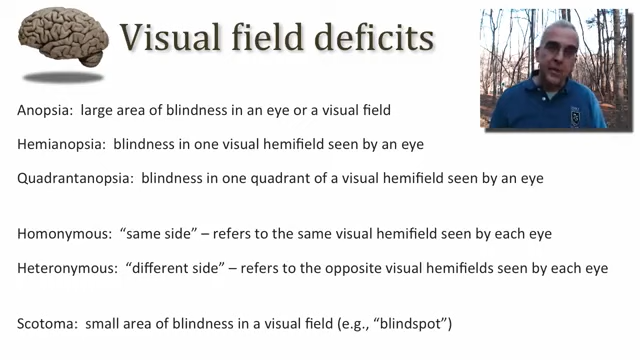 Visual field deficits
Anopsia: large area of blindness in an eye or a visual field
Hemianopsia: blindness in one visual hemifield seen by an eye
Quadrantanopsia: blindness in one quadrant of a visual hemifield seen by an eye
Homonymous: “same side” – refers to the same visual hemifield seen by each eye
Heteronymous: “different side” – refers to the opposite visual hemifields seen by each eye
Scotoma: small area of blindness in a visual field (e.g., “blindspot”)